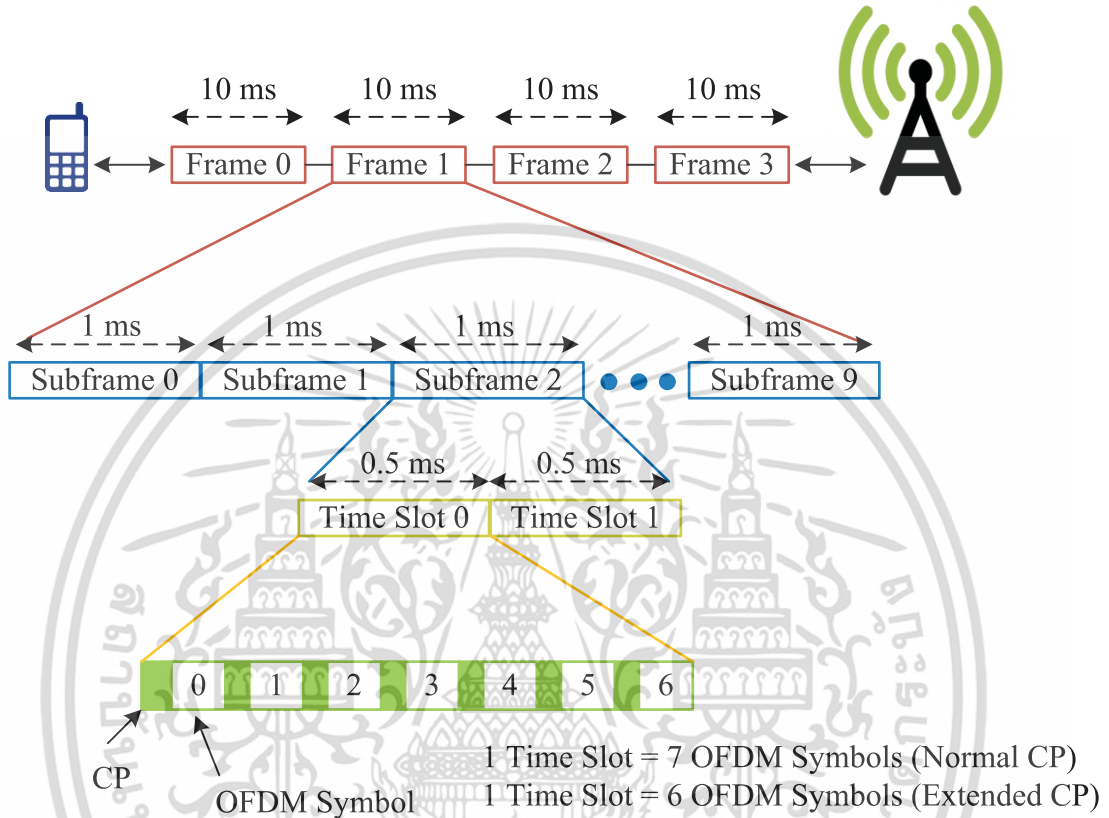 10 ms 10 ms 10 ms 10 ms
Frame 0 Frame 1 Frame 2 Frame 3
1 ms 1 ms 1 ms 1 ms
Subframe 0 Subframe 1 Subframe 2 Subframe 9
0.5 ms 0.5 ms
Time Slot 0 Time Slot 1
0 1 2 3 4 5 6
CP
OFDM Symbol
1 Time Slot = 7 OFDM Symbols (Normal CP)
1 Time Slot = 6 OFDM Symbols (Extended CP)